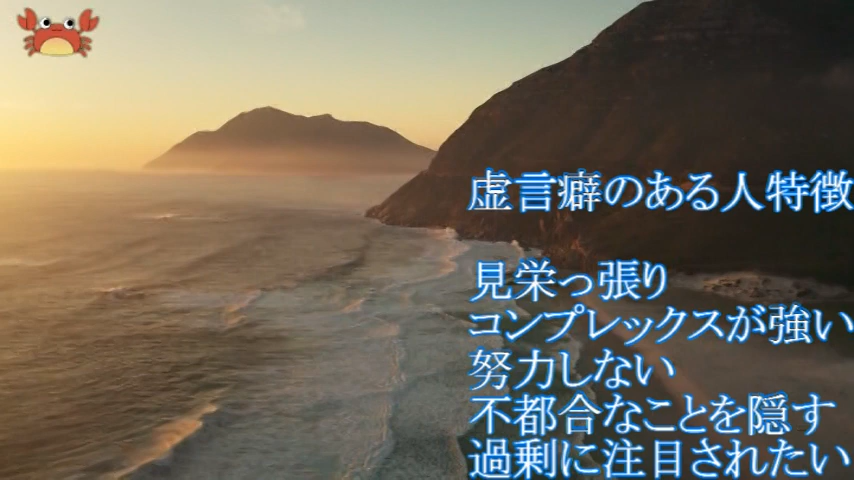 虚言癖のある人特徴
見栄っ張り
コンプレックスが強い
努力しない
不都合なことを隠す
過剰に注目されたい